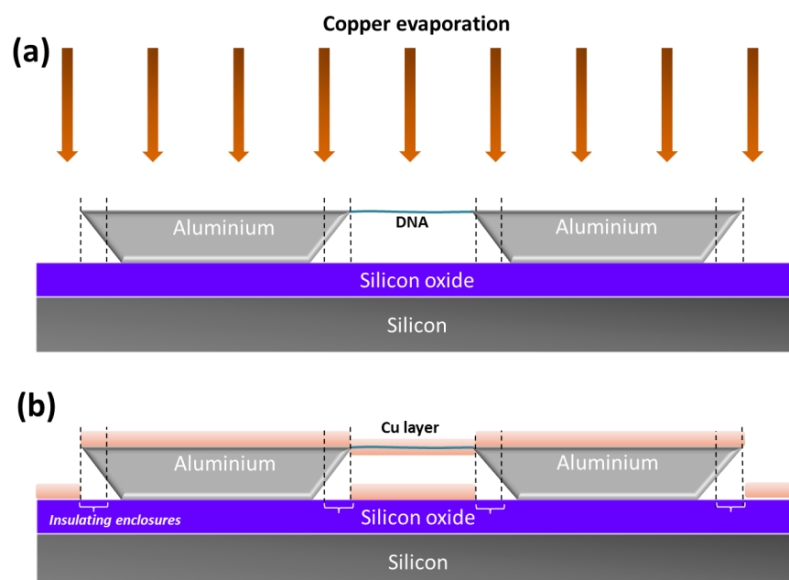 Copper evaporation
(a)
Aluminium
DNA
Aluminium
Silicon oxide
Silicon
(b)
Cu layer
Aluminium
Aluminium
Insulating enclosures
Silicon oxide
Silicon